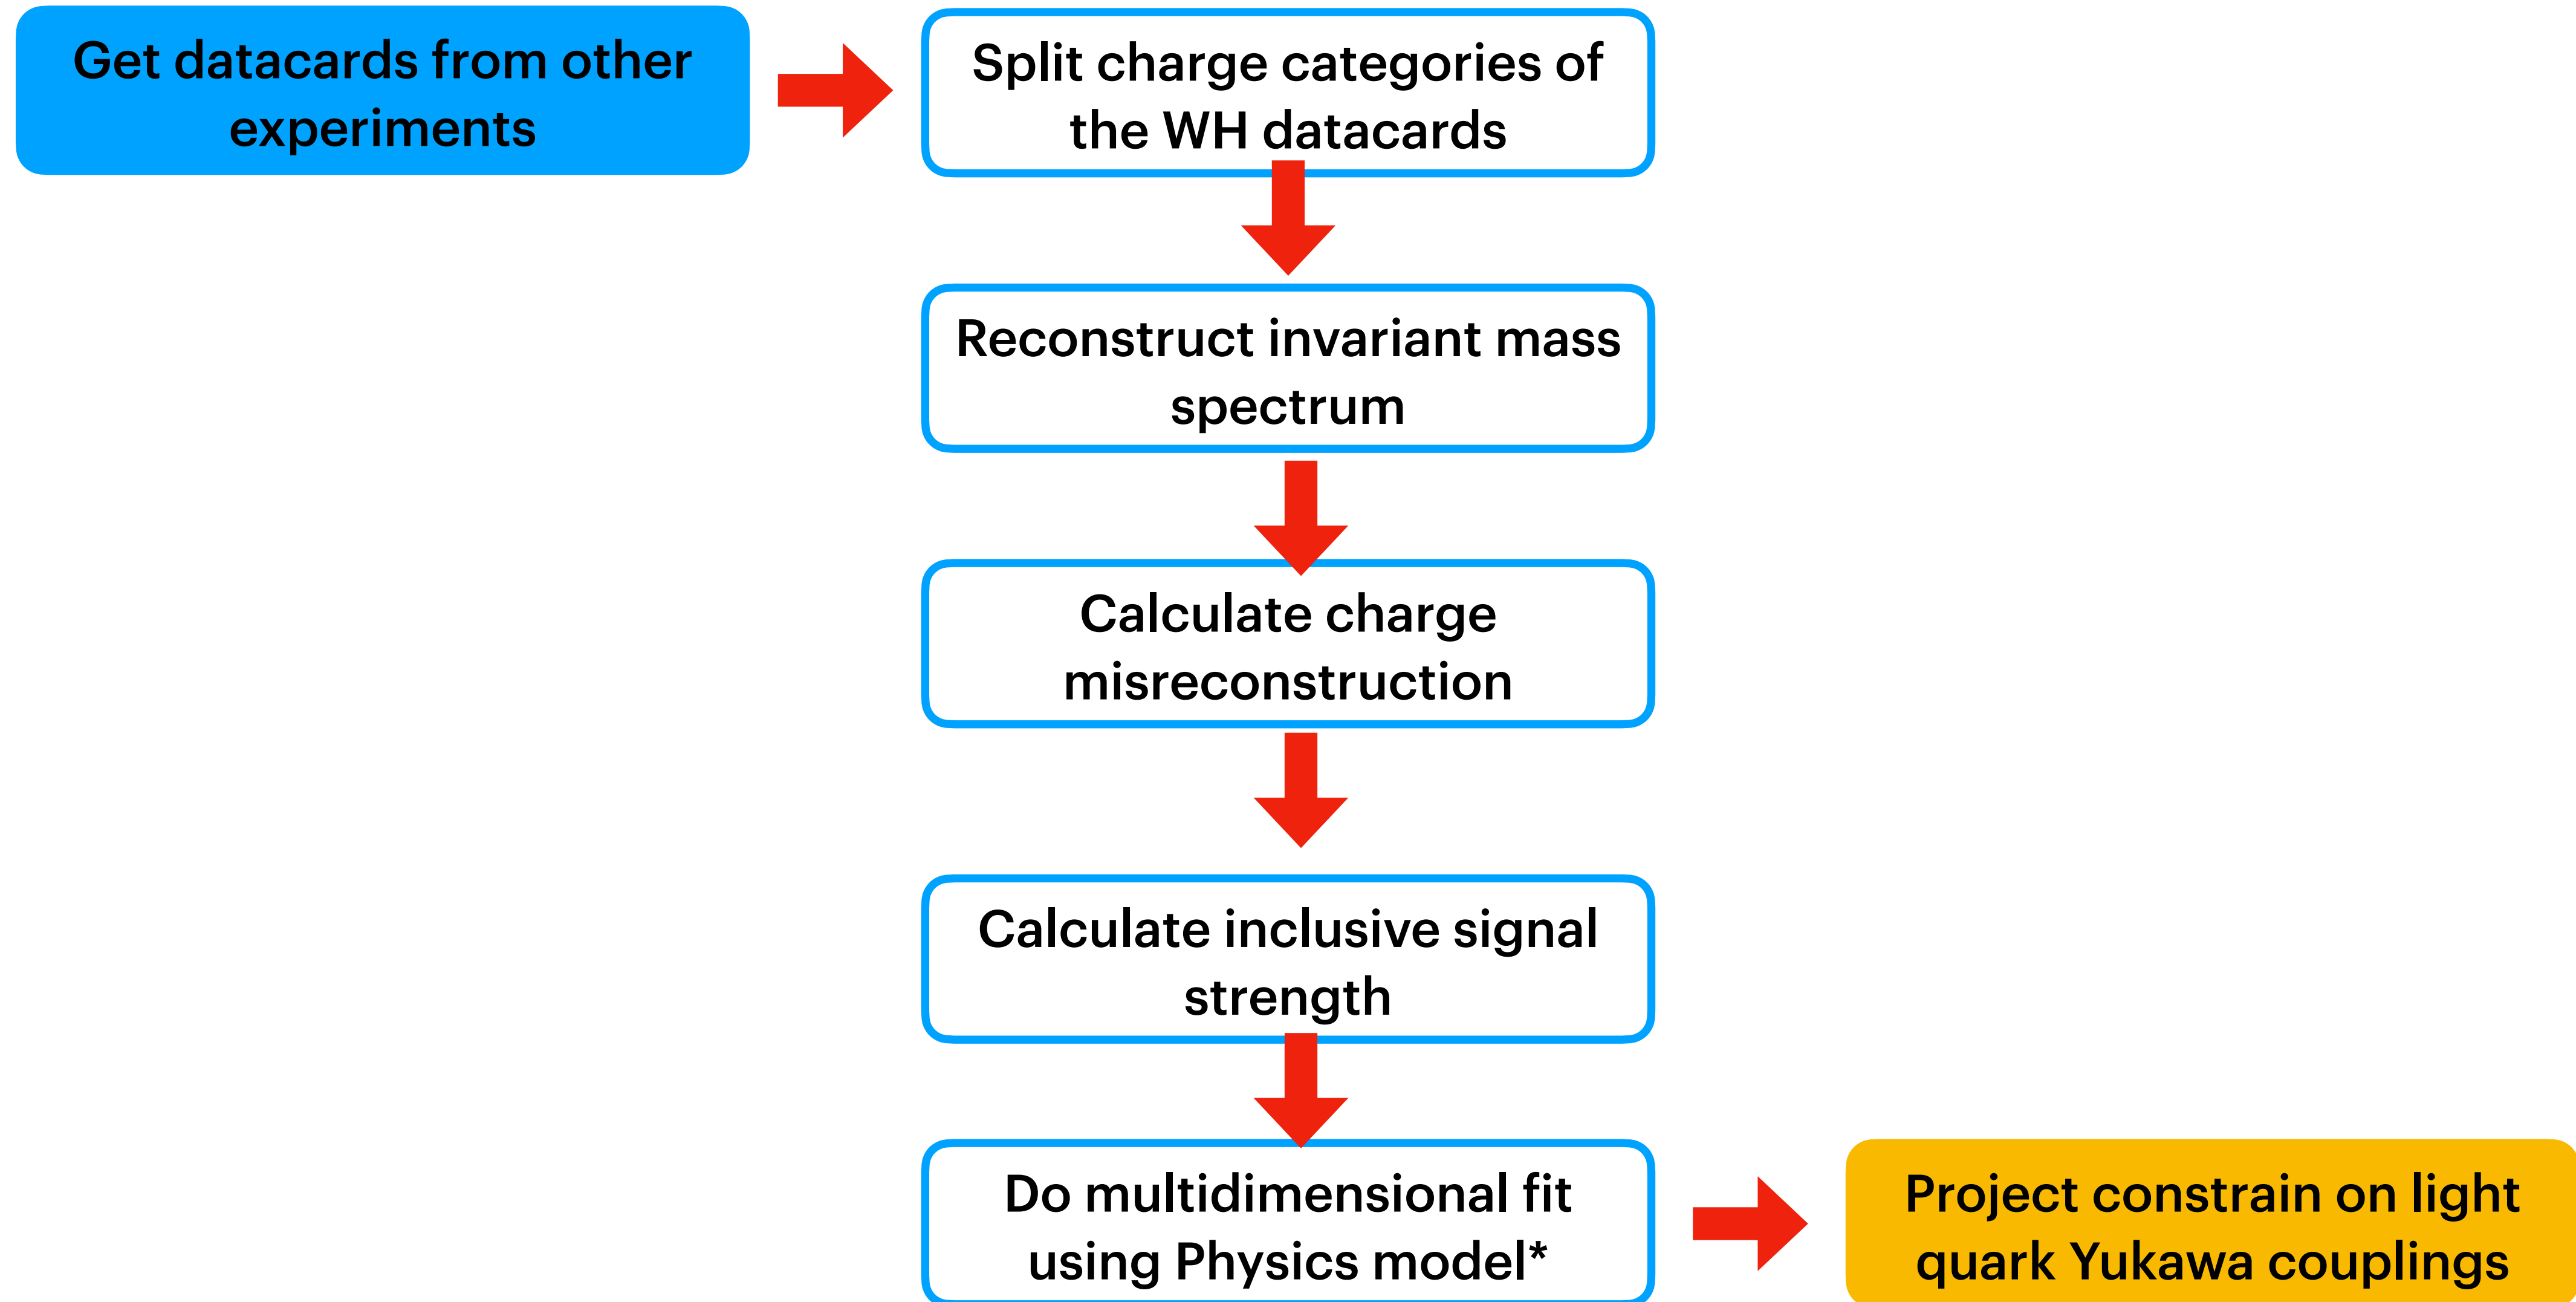 Get datacards from other
experiments
Split charge categories of
the WH datacards
Reconstruct invariant mass
spectrum
Calculate charge
misreconstruction
Calculate inclusive signal
strength
Do multidimensional fit
using Physics model*
Project constrain on light
quark Yukawa couplings